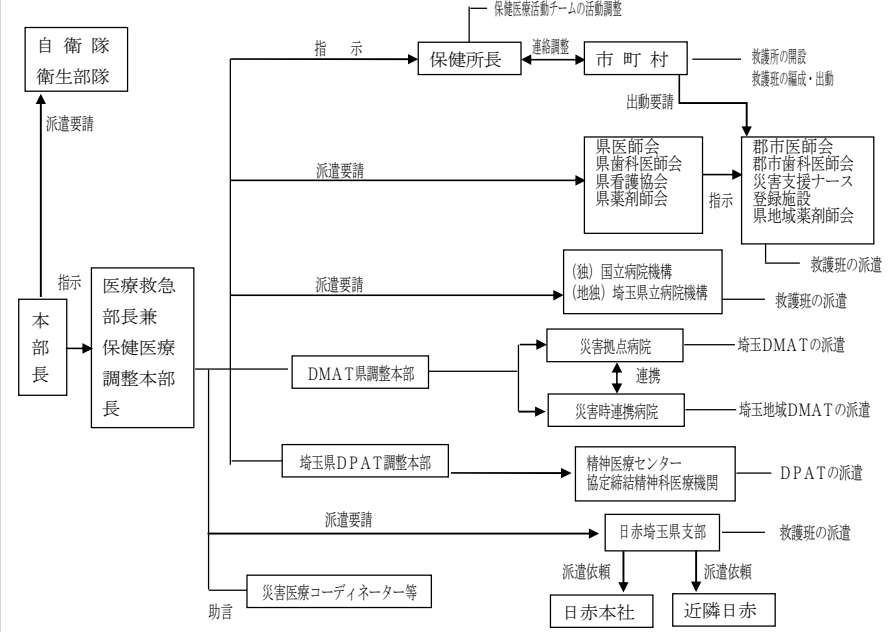 保健医療活動チームの活動調整
自 衛 隊
衛生部隊
派遣要請
指　示
保健所長
連絡調整
市 町 村
救護所の開設
救護班の編成・出動
出動要請
派遣要請
県医師会
県歯科医師会
県看護協会
県薬剤師会
指示
郡市医師会
郡市歯科医師会
災害支援ナース
登録施設
県地域薬剤師会
救護班の派遣
指示
本
部
長
医療救急
部長兼
保健医療
調整本部
長
派遣要請
（独）国立病院機構
（地独）埼玉県立病院機構
救護班の派遣
DMAT県調整本部
災害拠点病院
埼玉DMATの派遣
連携
災害時連携病院
埼玉地域DMATの派遣
埼玉県DPAT調整本部
精神医療センター
協定締結精神科医療機関
DPATの派遣
派遣要請
日赤埼玉県支部
救護班の派遣
派遣依頼
派遣依頼
災害医療コーディネーター等
助言
日赤本社
近隣日赤